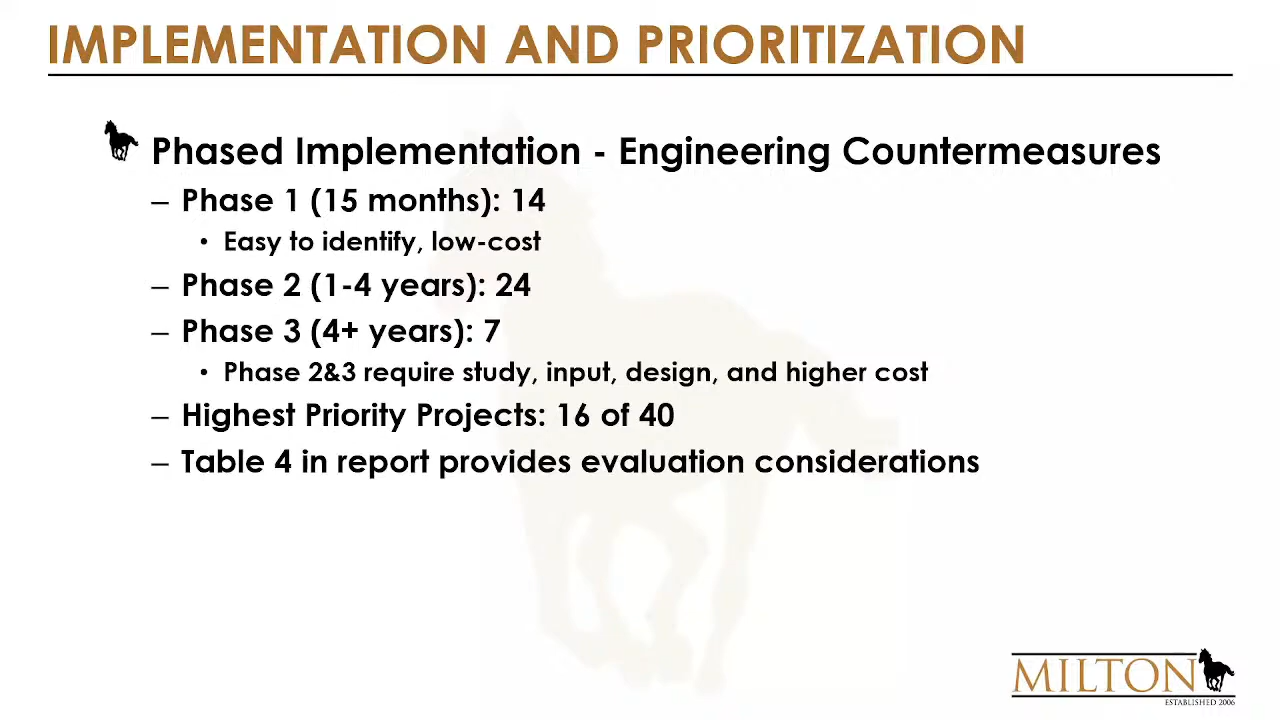 IMPLEMENTATION AND PRIORITIZATION
Phased Implementation - Engineering Countermeasures
– Phase 1 (15 months): 14
• Easy to identify, low-cost
– Phase 2 (1-4 years): 24
– Phase 3 (4+ years): 7
• Phase 2&3 require study, input, design, and higher cost
– Highest Priority Projects: 16 of 40
– Table 4 in report provides evaluation considerations
MILTON
ESTABLISHED 2006